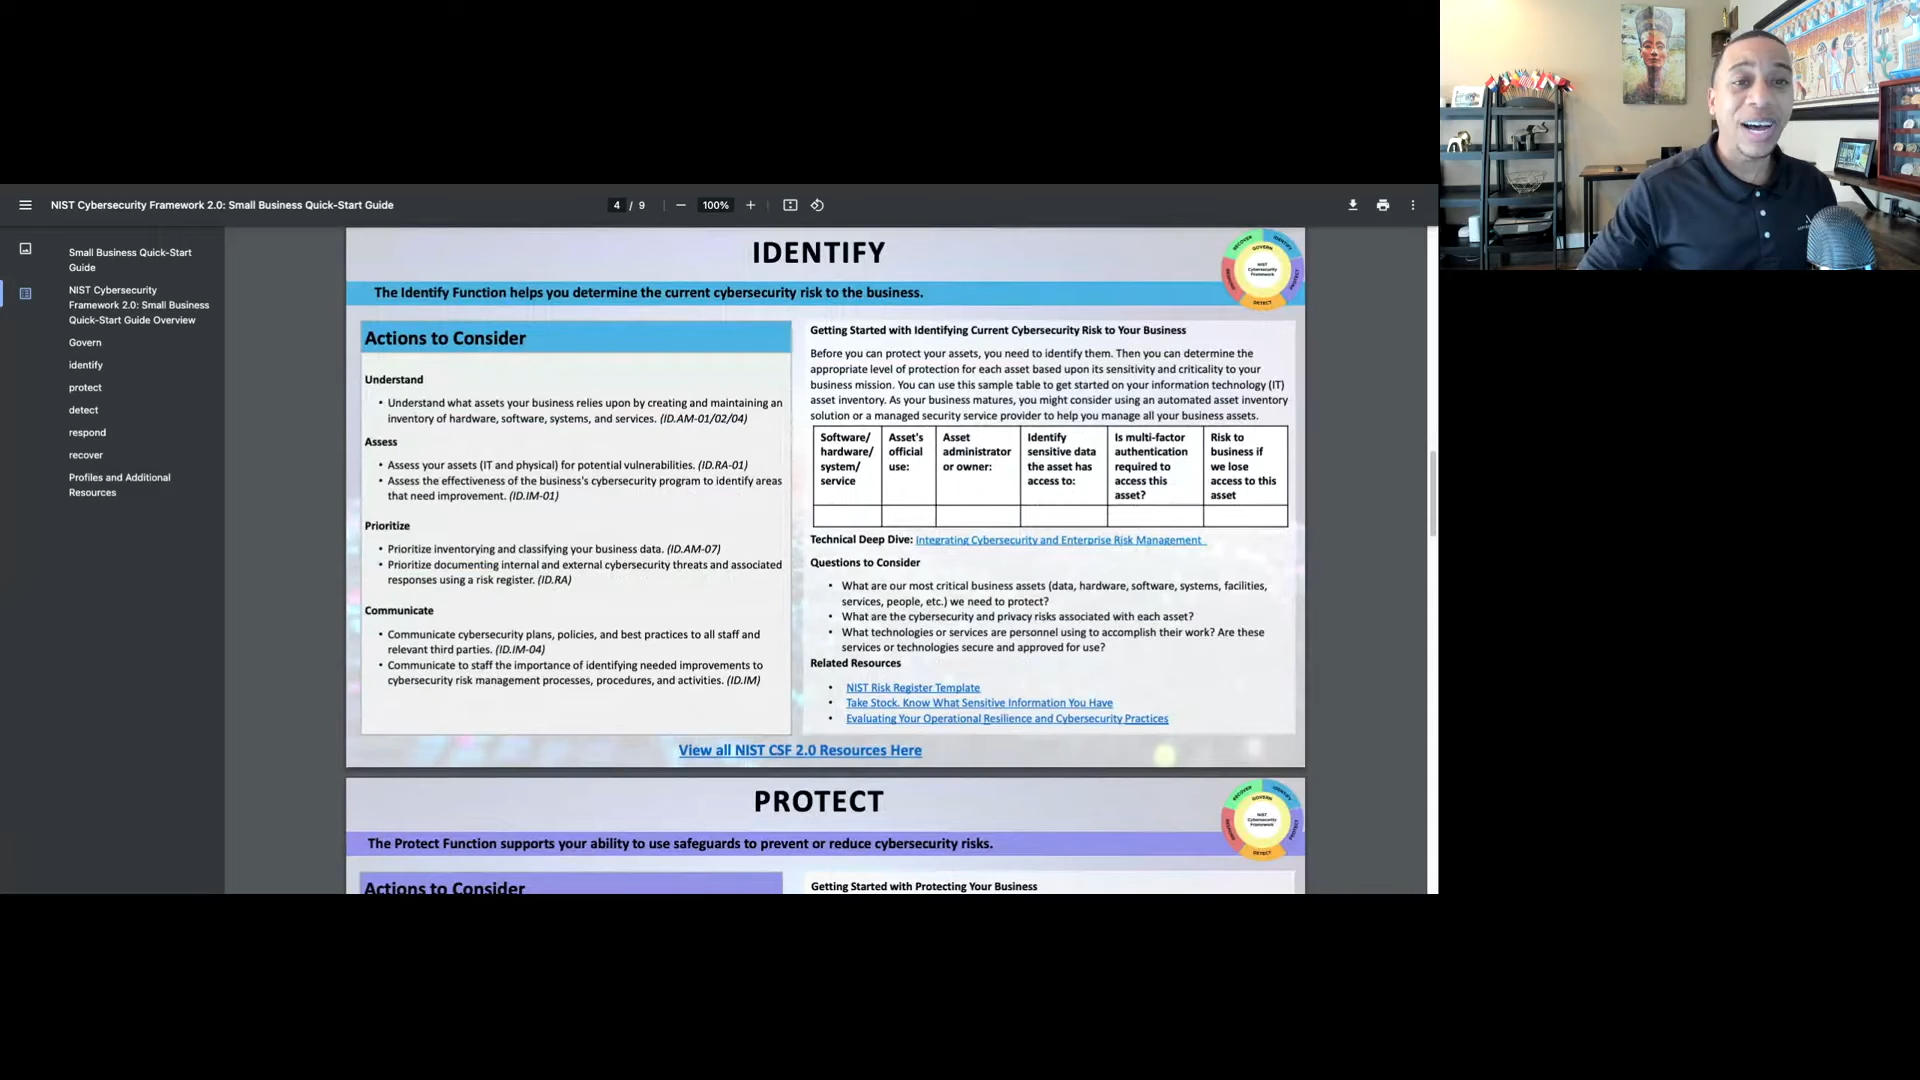 NIST Cybersecurity Framework 2.0: Small Business Quick-Start Guide
4 / 9
100%
Small Business Quick-Start
Guide
NIST Cybersecurity
Framework 2.0: Small Business
Quick-Start Guide Overview
Govern
identify
protect
detect
respond
recover
Profiles and Additional
Resources
IDENTIFY
RECOVER
IDENTIFY
GOVERN
NIST
Cybersecurity
Framework
RESPOND
PROTECT
DETECT
The Identify Function helps you determine the current cybersecurity risk to the business.
Actions to Consider
Understand
• Understand what assets your business relies upon by creating and maintaining an
inventory of hardware, software, systems, and services. (ID.AM-01/02/04)
Assess
• Assess your assets (IT and physical) for potential vulnerabilities. (ID.RA-01)
• Assess the effectiveness of the business's cybersecurity program to identify areas
that need improvement. (ID.IM-01)
Prioritize
• Prioritize inventorying and classifying your business data. (ID.AM-07)
• Prioritize documenting internal and external cybersecurity threats and associated
responses using a risk register. (ID.RA)
Communicate
• Communicate cybersecurity plans, policies, and best practices to all staff and
relevant third parties. (ID.IM-04)
• Communicate to staff the importance of identifying needed improvements to
cybersecurity risk management processes, procedures, and activities. (ID.IM)
Getting Started with Identifying Current Cybersecurity Risk to Your Business
Before you can protect your assets, you need to identify them. Then you can determine the
appropriate level of protection for each asset based upon its sensitivity and criticality to your
business mission. You can use this sample table to get started on your information technology (IT)
asset inventory. As your business matures, you might consider using an automated asset inventory
solution or a managed security service provider to help you manage all your business assets.
Software/
hardware/
system/
service
Asset's
official
use:
Asset
administrator
or owner:
Identify
sensitive data
the asset has
access to:
Is multi-factor
authentication
required to
access this
asset?
Risk to
business if
we lose
access to this
asset
Technical Deep Dive: Integrating Cybersecurity and Enterprise Risk Management
Questions to Consider
• What are our most critical business assets (data, hardware, software, systems, facilities,
services, people, etc.) we need to protect?
• What are the cybersecurity and privacy risks associated with each asset?
• What technologies or services are personnel using to accomplish their work? Are these
services or technologies secure and approved for use?
Related Resources
• NIST Risk Register Template
• Take Stock. Know What Sensitive Information You Have
• Evaluating Your Operational Resilience and Cybersecurity Practices
View all NIST CSF 2.0 Resources Here
PROTECT
RECOVER
IDENTIFY
GOVERN
NIST
Cybersecurity
Framework
RESPOND
PROTECT
DETECT
The Protect Function supports your ability to use safeguards to prevent or reduce cybersecurity risks.
Actions to Consider
Getting Started with Protecting Your Business